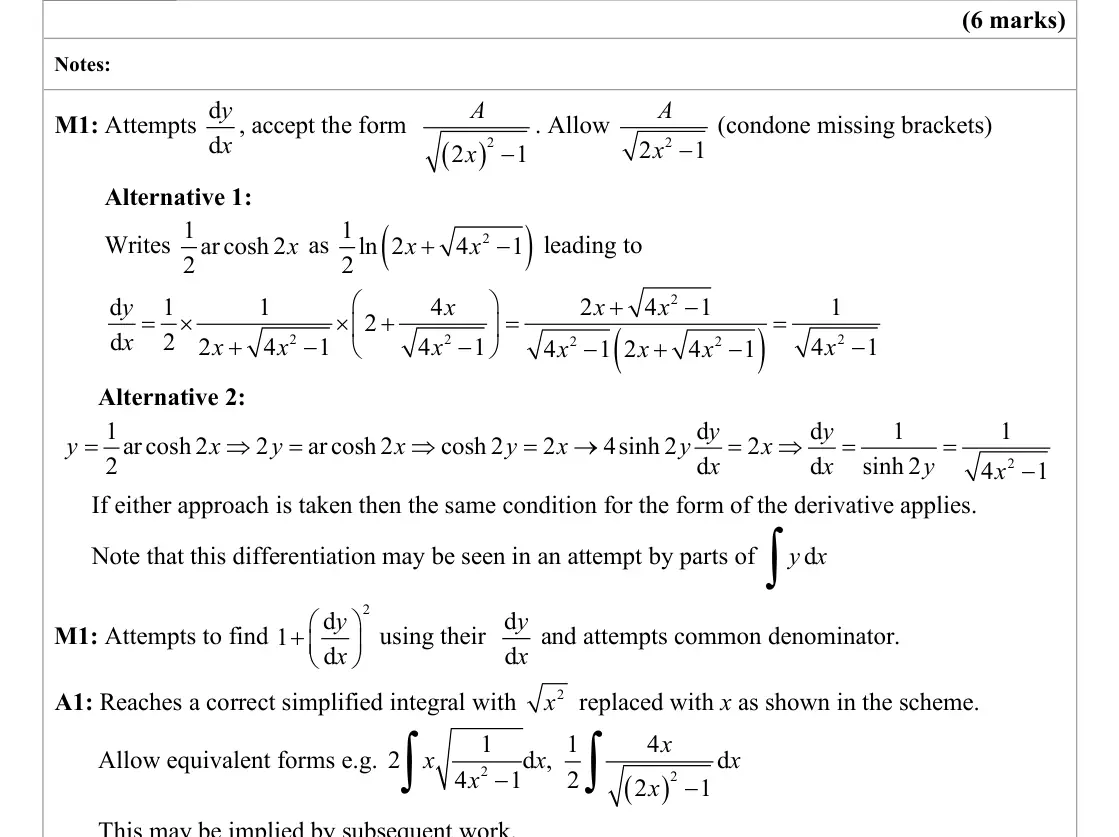 (6 marks)
Notes:
M1: Attempts dy/dx, accept the form A/√((2x)² − 1). Allow A/√(2x² − 1) (condone missing brackets)
Alternative 1:
Writes 1/2 ar cosh 2x as 1/2 ln(2x + √(4x² − 1)) leading to
dy/dx = 1/2 × 1/(2x + √(4x² − 1)) × (2 + 4x/√(4x² − 1)) = (2x + √(4x² − 1))/(√(4x² − 1)(2x + √(4x² − 1))) = 1/√(4x² − 1)
Alternative 2:
y = 1/2 ar cosh 2x ⇒ 2y = ar cosh 2x ⇒ cosh 2y = 2x → 4 sinh 2y dy/dx = 2x ⇒ dy/dx = 1/sinh 2y = 1/√(4x² − 1)
If either approach is taken then the same condition for the form of the derivative applies.
Note that this differentiation may be seen in an attempt by parts of ∫ y dx
M1: Attempts to find 1 + (dy/dx)² using their dy/dx and attempts common denominator.
A1: Reaches a correct simplified integral with √x² replaced with x as shown in the scheme.
Allow equivalent forms e.g. 2∫ x√(1/(4x² − 1)) dx, 1/2 ∫ 4x/√((2x)² − 1) dx
This may be implied by subsequent work.